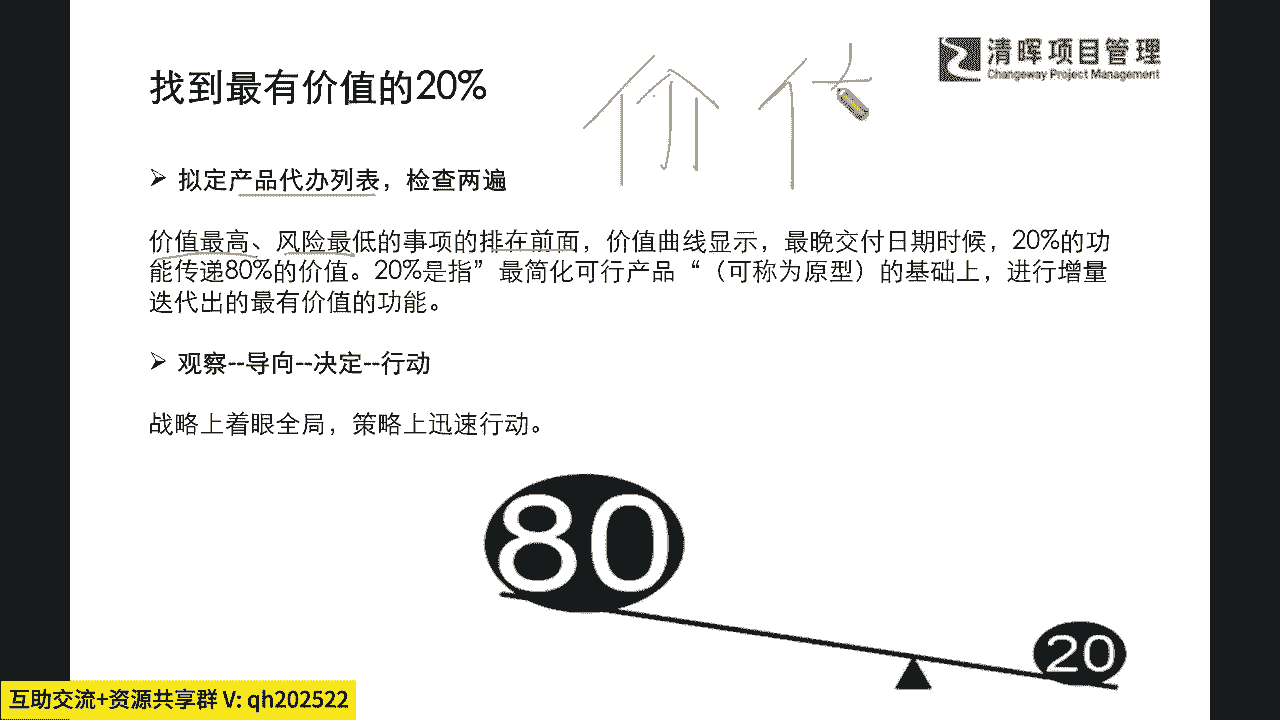 清晖项目管理
Changeway Project Management
找到最有价值的20%
价
➢ 拟定产品代办列表，检查两遍
价值最高、风险最低的事项的排在前面，价值曲线显示，最晚交付日期时候，20%的功
能传递80%的价值。20%是指”最简化可行产品“（可称为原型）的基础上，进行增量
迭代出的最有价值的功能。
➢ 观察--导向--决定--行动
战略上着眼全局，策略上迅速行动。
80
20
互助交流+资源共享群 V: qh202522